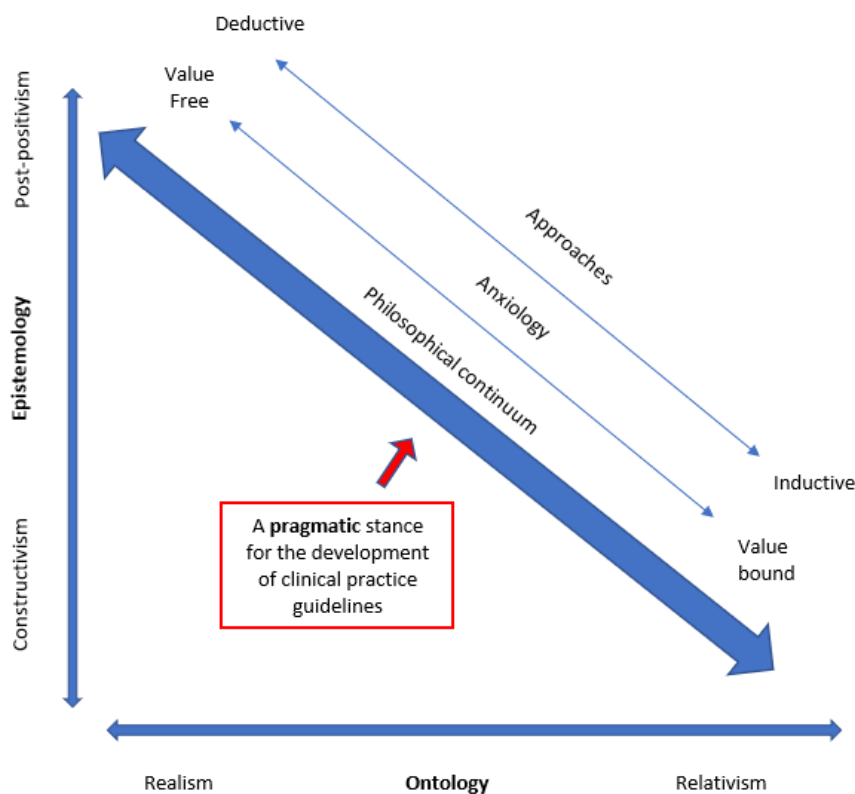 Deductive
Value
Free
Post-positivism
Approaches
Anxiology
Philosophical continuum
Epistemology
Inductive
A pragmatic stance
for the development
of clinical practice
guidelines
Value
bound
Constructivism
Realism
Ontology
Relativism